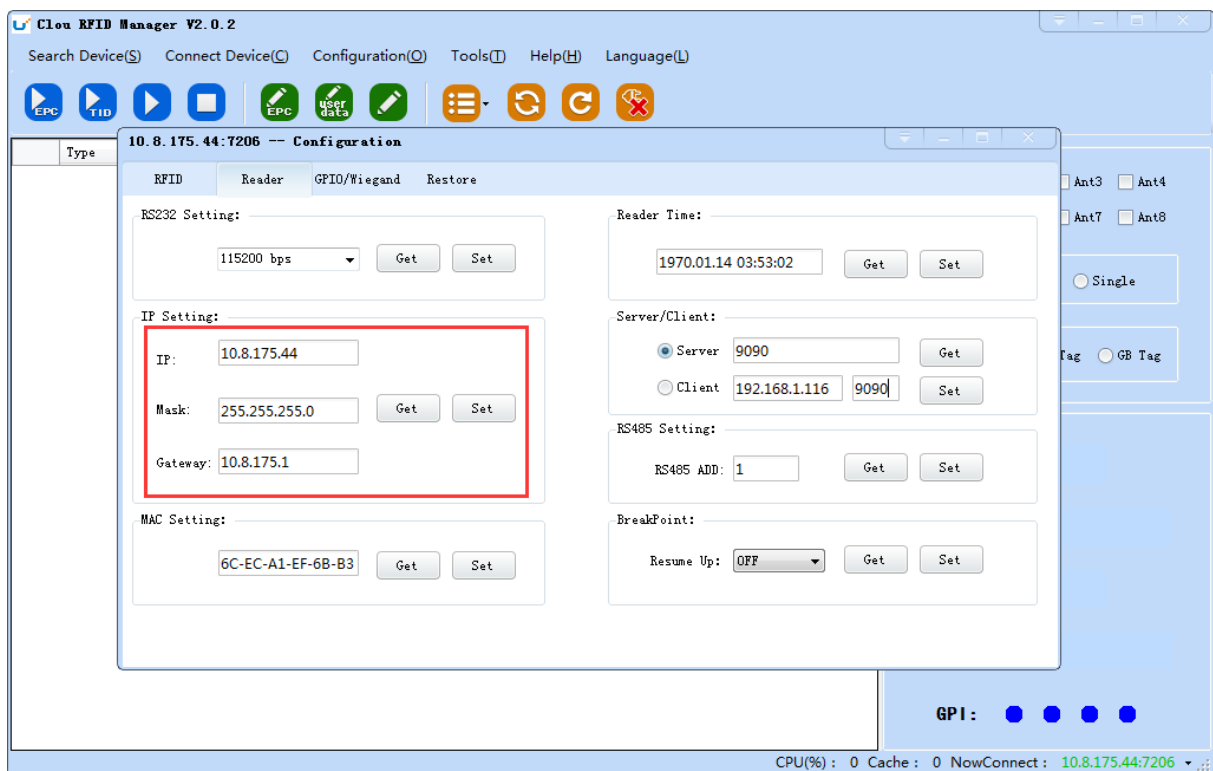 Clou RFID Manager V2.0.2
Search Device(S) Connect Device(C) Configuration(O) Tools(T) Help(H) Language(L)
EPC TID EPC user data
Type
10.8.175.44:7206 -- Configuration
RFID Reader GPIO/Wiegand Restore
Ant3 Ant4
Ant7 Ant8
RS232 Setting:
115200 bps Get Set
Reader Time:
1970.01.14 03:53:02 Get Set
Single
IP Setting:
IP: 10.8.175.44
Mask: 255.255.255.0 Get Set
Gateway: 10.8.175.1
Server/Client:
Server 9090 Get
Client 192.168.1.116 9090 Set
Tag GB Tag
RS485 Setting:
RS485 ADD: 1 Get Set
MAC Setting:
6C-EC-A1-EF-6B-B3 Get Set
BreakPoint:
Resume Up: OFF Get Set
GPI:
CPU(%) : 0 Cache : 0 NowConnect : 10.8.175.44:7206